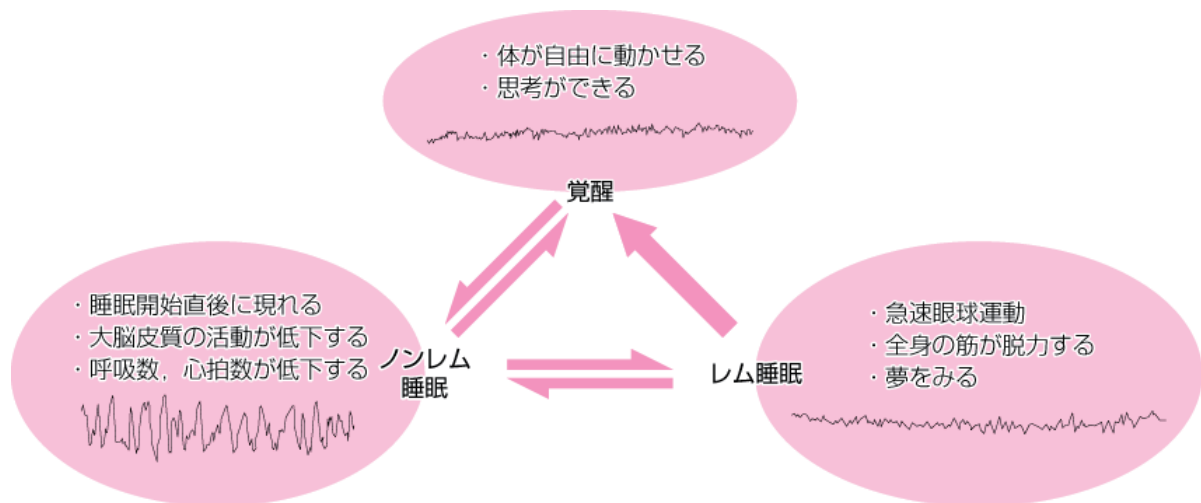 ・体が自由に動かせる
・思考ができる
覚醒
・睡眠開始直後に現れる
・大脳皮質の活動が低下する
・呼吸数，心拍数が低下する
ノンレム
睡眠
・急速眼球運動
・全身の筋が脱力する
・夢をみる
レム睡眠